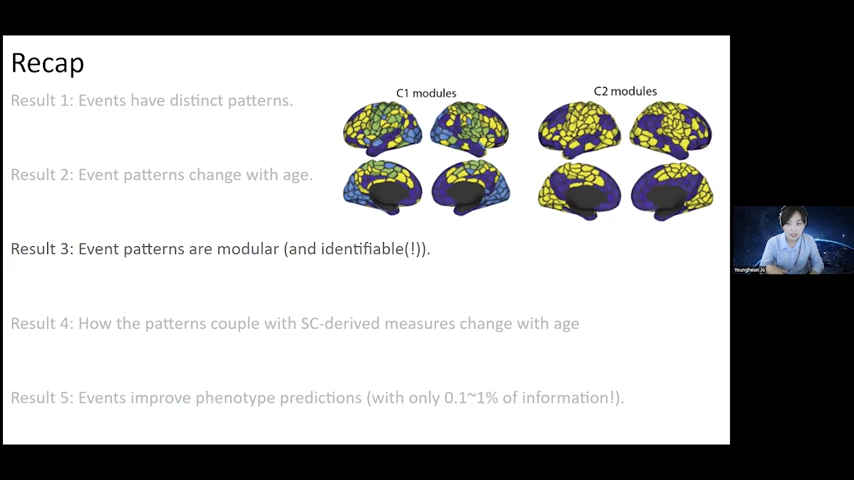 Recap
Result 1: Events have distinct patterns.
C1 modules
C2 modules
Result 2: Event patterns change with age.
Result 3: Event patterns are modular (and identifiable(!)).
Youngheun Jo
Result 4: How the patterns couple with SC-derived measures change with age
Result 5: Events improve phenotype predictions (with only 0.1~1% of information!).